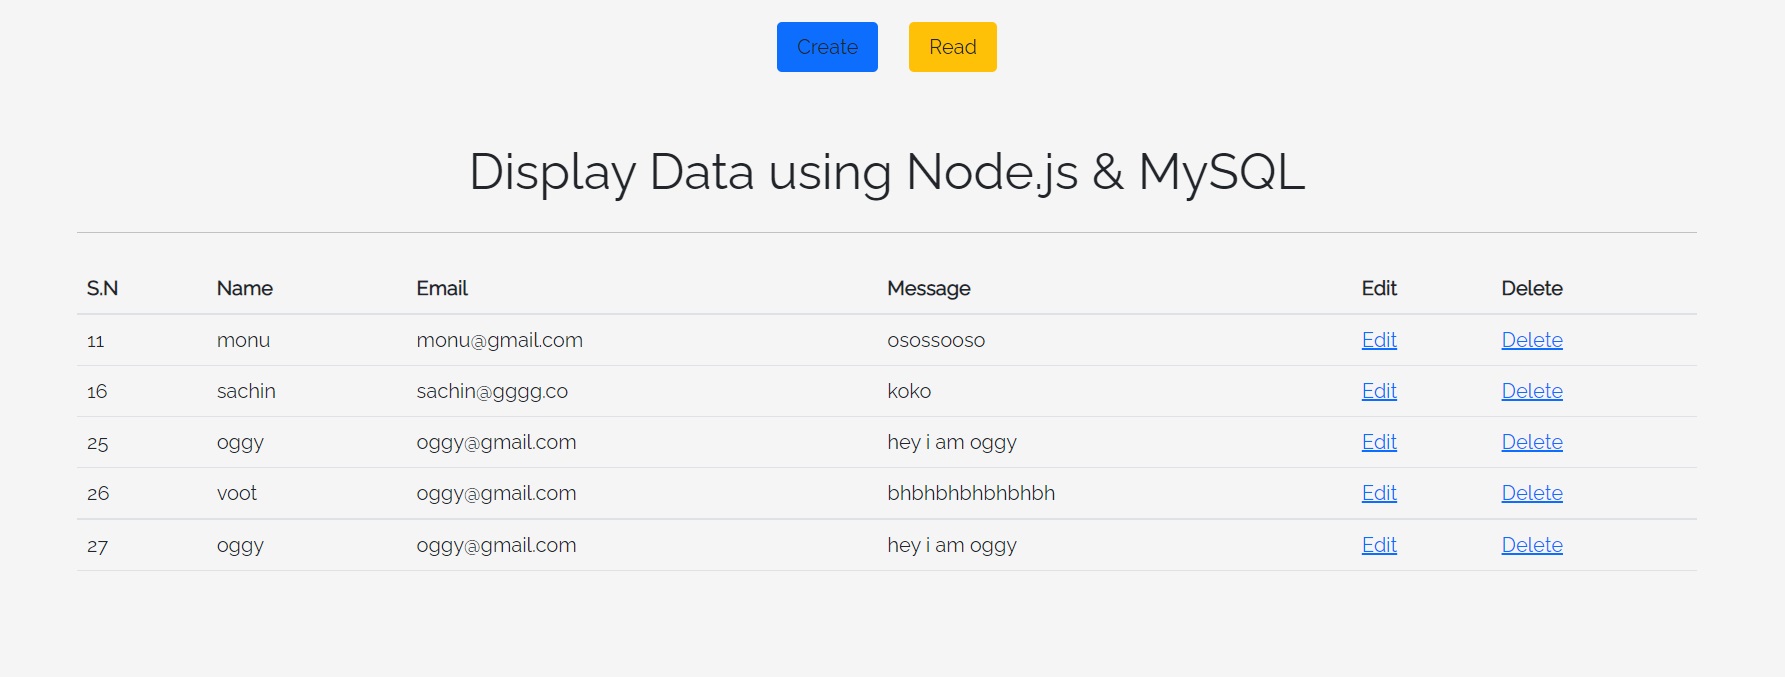 Create Read
Display Data using Node.js & MySQL
S.N Name Email Message Edit Delete
11 monu monu@gmail.com osossooso Edit Delete
16 sachin sachin@gggg.co koko Edit Delete
25 oggy oggy@gmail.com hey i am oggy Edit Delete
26 voot oggy@gmail.com bhbhbhbhbhbhbh Edit Delete
27 oggy oggy@gmail.com hey i am oggy Edit Delete